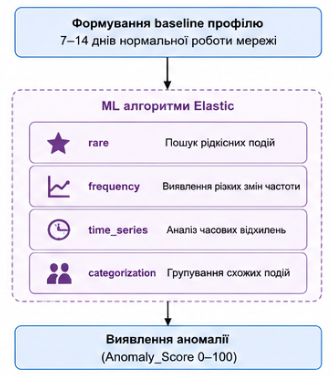 Формування baseline профілю
7–14 днів нормальної роботи мережі
ML алгоритми Elastic
rare Пошук рідкісних подій
frequency Виявлення різких змін частоти
time_series Аналіз часових відхилень
categorization Групування схожих подій
Виявлення аномалії
(Anomaly_Score 0–100)